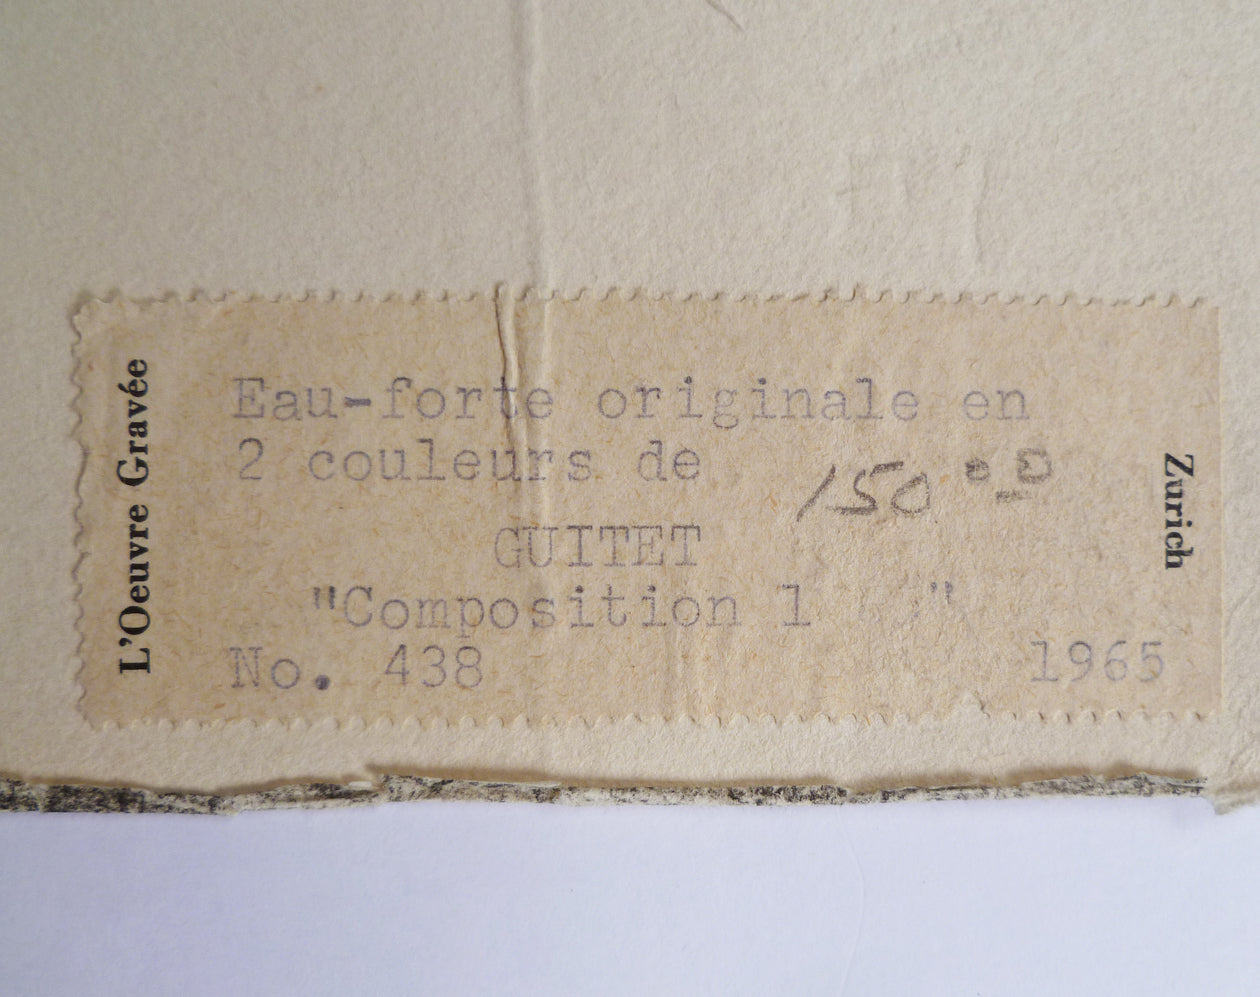 L'Oeuvre Gravée
Eau-forte originale en
2 couleurs de
150
GUITET
"Composition 1 "
No. 438 1965
Zurich